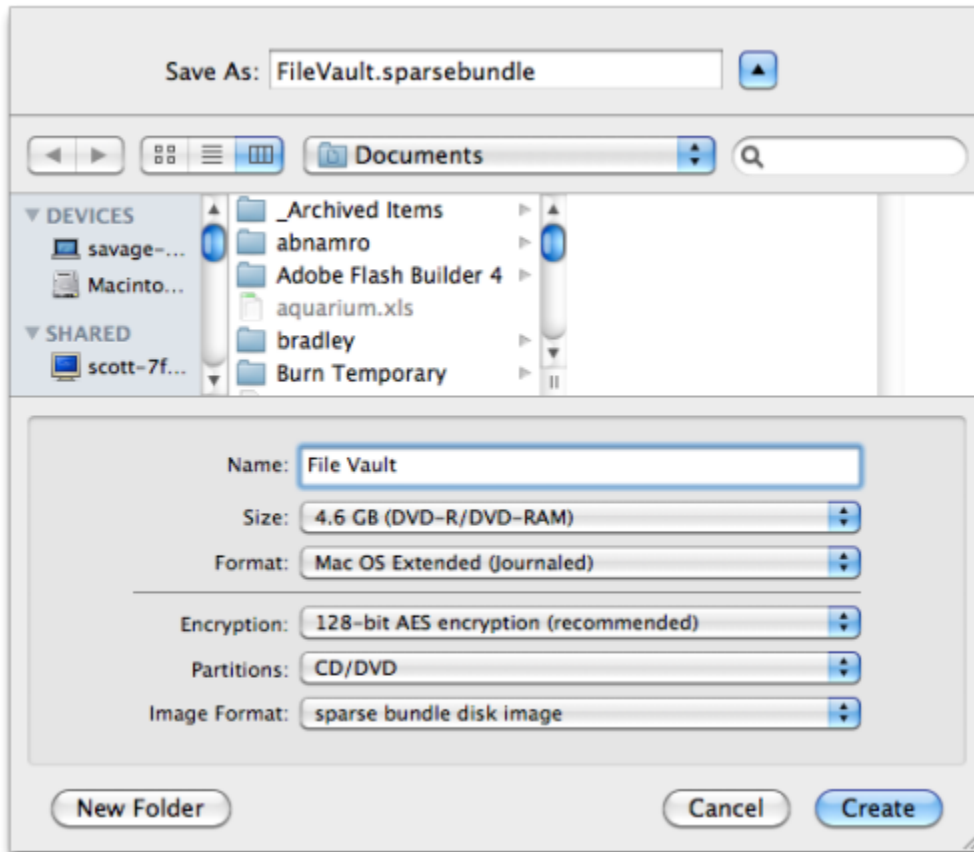 Save As: FileVault.sparsebundle
Documents
DEVICES
savage-...
Macinto...
SHARED
scott-7f...
_Archived Items
abnamro
Adobe Flash Builder 4
aquarium.xls
bradley
Burn Temporary
Name: File Vault
Size: 4.6 GB (DVD-R/DVD-RAM)
Format: Mac OS Extended (Journaled)
Encryption: 128-bit AES encryption (recommended)
Partitions: CD/DVD
Image Format: sparse bundle disk image
New Folder Cancel Create